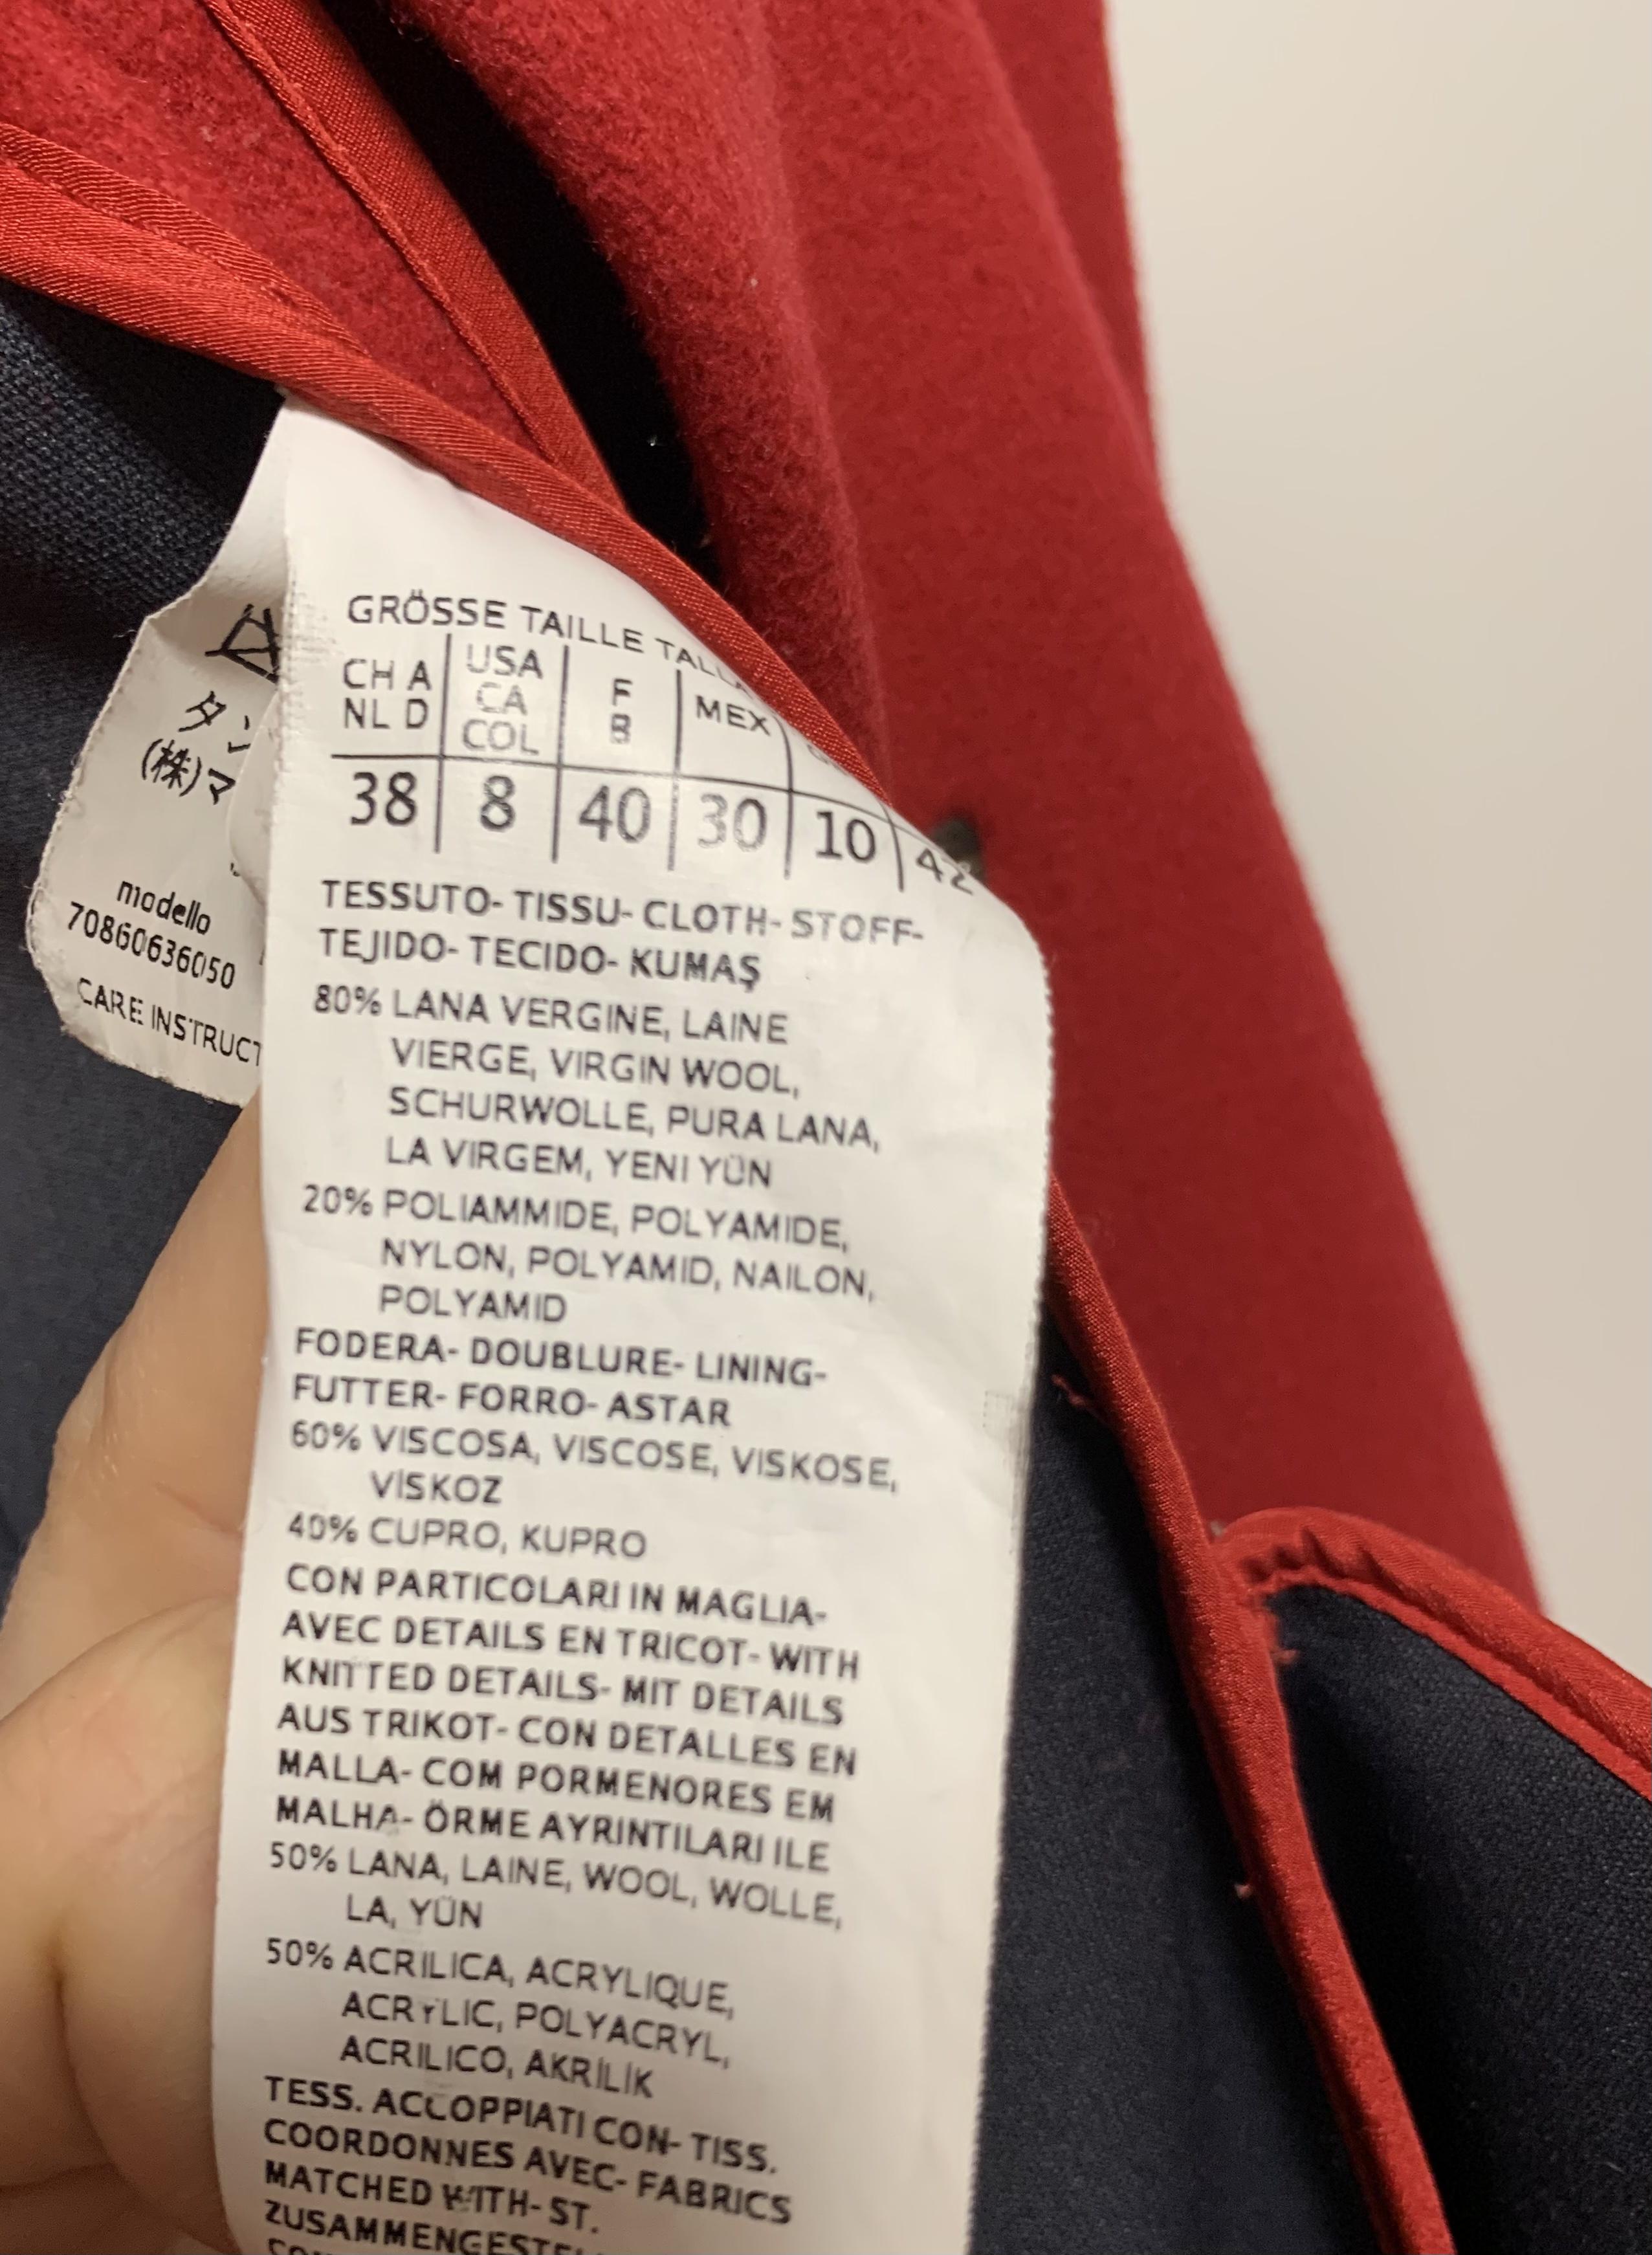 GRÖSSE TAILLE
CH A
NL D
USA
CA
COL
F
B
MEX
38 8 40 30 10 42
TESSUTO- TISSU- CLOTH- STOFF-
TEJIDO- TECIDO- KUMAŞ
80% LANA VERGINE, LAINE
VIERGE, VIRGIN WOOL,
SCHURWOLLE, PURA LANA,
LA VIRGEM, YENI YÜN
20% POLIAMMIDE, POLYAMIDE,
NYLON, POLYAMID, NAILON,
POLYAMID
FODERA- DOUBLURE- LINING-
FUTTER- FORRO- ASTAR
60% VISCOSA, VISCOSE, VISKOSE,
VİSKOZ
40% CUPRO, KUPRO
CON PARTICOLARI IN MAGLIA-
AVEC DETAILS EN TRICOT- WITH
KNITTED DETAILS- MIT DETAILS
AUS TRIKOT- CON DETALLES EN
MALLA- COM PORMENORES EM
MALHA- ÖRME AYRINTILARI ILE
50% LANA, LAINE, WOOL, WOLLE,
LA, YÜN
50% ACRILICA, ACRYLIQUE,
ACRYLIC, POLYACRYL,
ACRILICO, AKRİLİK
TESS. ACCOPPIATI CON- TISS.
COORDONNES AVEC- FABRICS
MATCHED WITH- ST.
タン
(株)マ
modello
70860636050
CARE